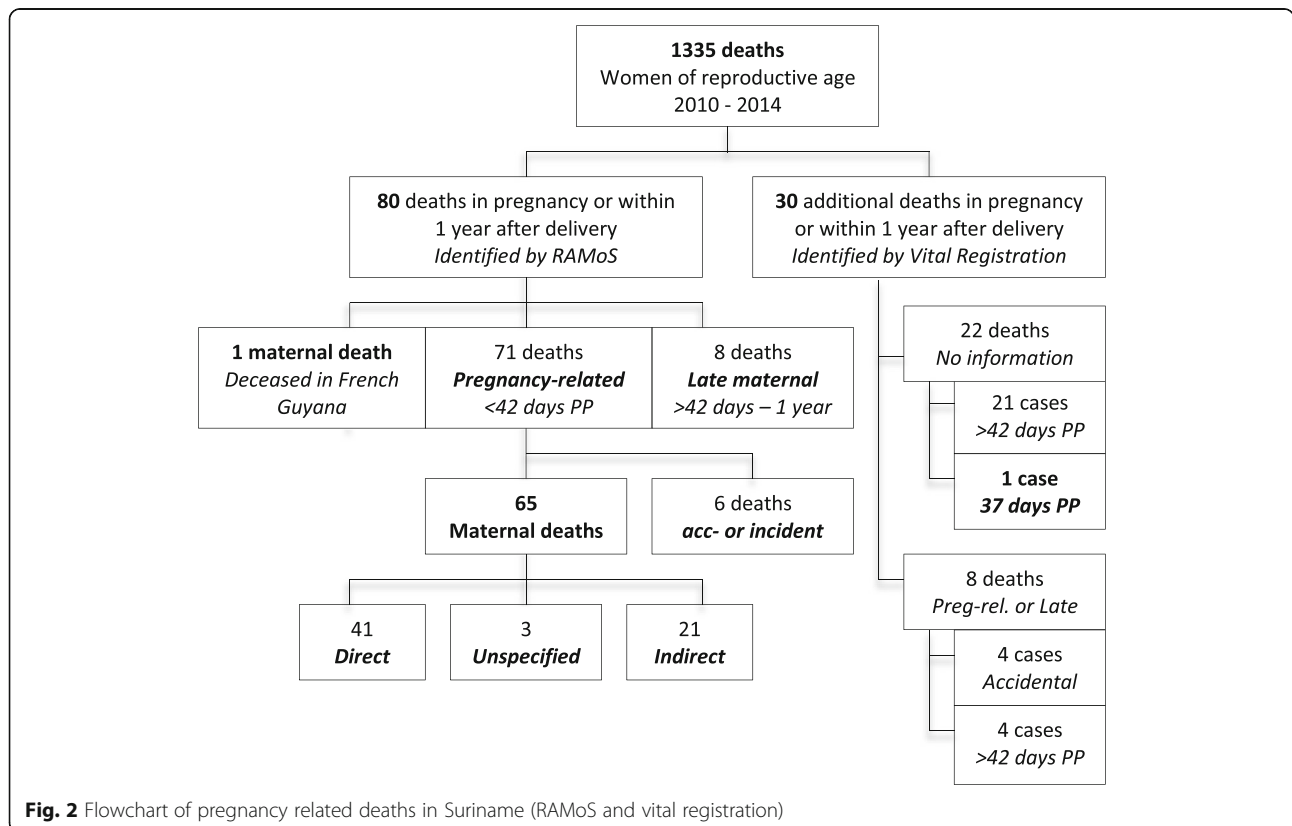 1335 deaths
Women of reproductive age
2010 - 2014
80 deaths in pregnancy or within
1 year after delivery
Identified by RAMoS
30 additional deaths in pregnancy
or within 1 year after delivery
Identified by Vital Registration
1 maternal death
Deceased in French
Guyana
71 deaths
Pregnancy-related
<42 days PP
8 deaths
Late maternal
>42 days – 1 year
22 deaths
No information
21 cases
>42 days PP
1 case
37 days PP
65
Maternal deaths
6 deaths
acc- or incident
41
Direct
3
Unspecified
21
Indirect
8 deaths
Preg-rel. or Late
4 cases
Accidental
4 cases
>42 days PP
Fig. 2 Flowchart of pregnancy related deaths in Suriname (RAMoS and vital registration)